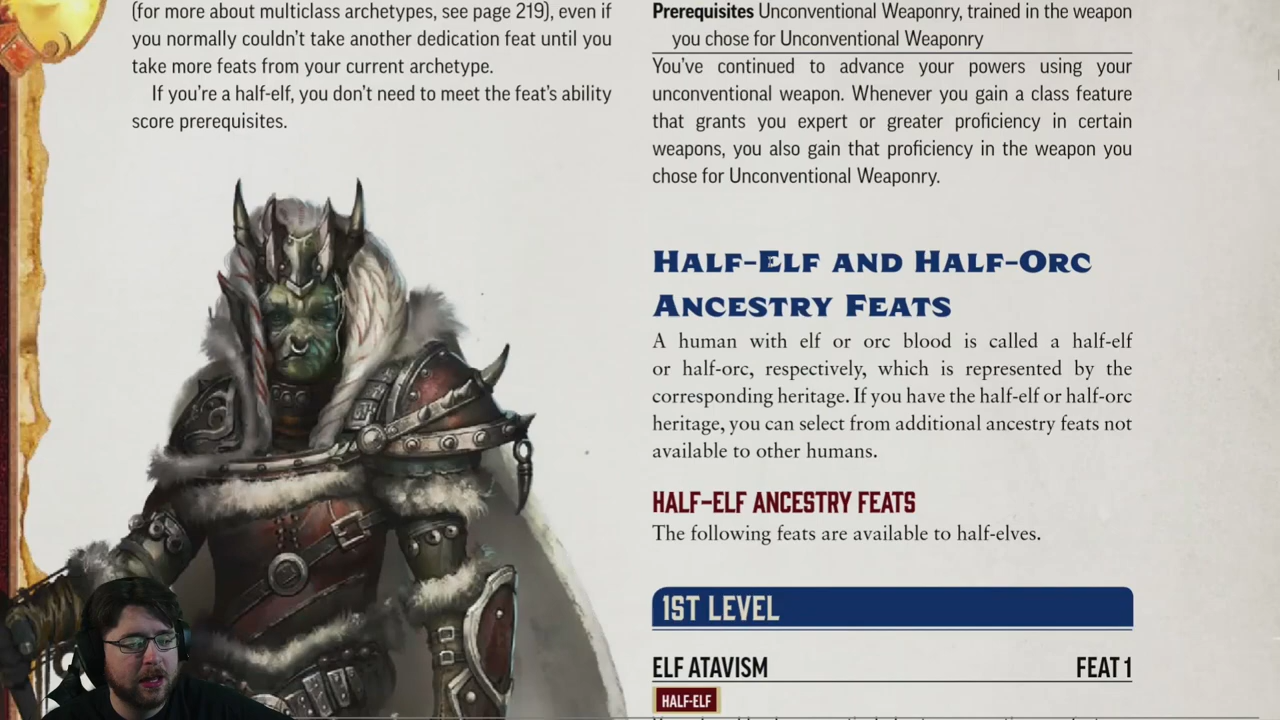 (for more about multiclass archetypes, see page 219), even if
you normally couldn't take another dedication feat until you
take more feats from your current archetype.
If you're a half-elf, you don't need to meet the feat's ability
score prerequisites.
Prerequisites Unconventional Weaponry, trained in the weapon
you chose for Unconventional Weaponry
You've continued to advance your powers using your
unconventional weapon. Whenever you gain a class feature
that grants you expert or greater proficiency in certain
weapons, you also gain that proficiency in the weapon you
chose for Unconventional Weaponry.
Half-Elf and Half-Orc
Ancestry Feats
A human with elf or orc blood is called a half-elf
or half-orc, respectively, which is represented by the
corresponding heritage. If you have the half-elf or half-orc
heritage, you can select from additional ancestry feats not
available to other humans.
HALF-ELF ANCESTRY FEATS
The following feats are available to half-elves.
1ST LEVEL
ELF ATAVISM FEAT 1
HALF-ELF